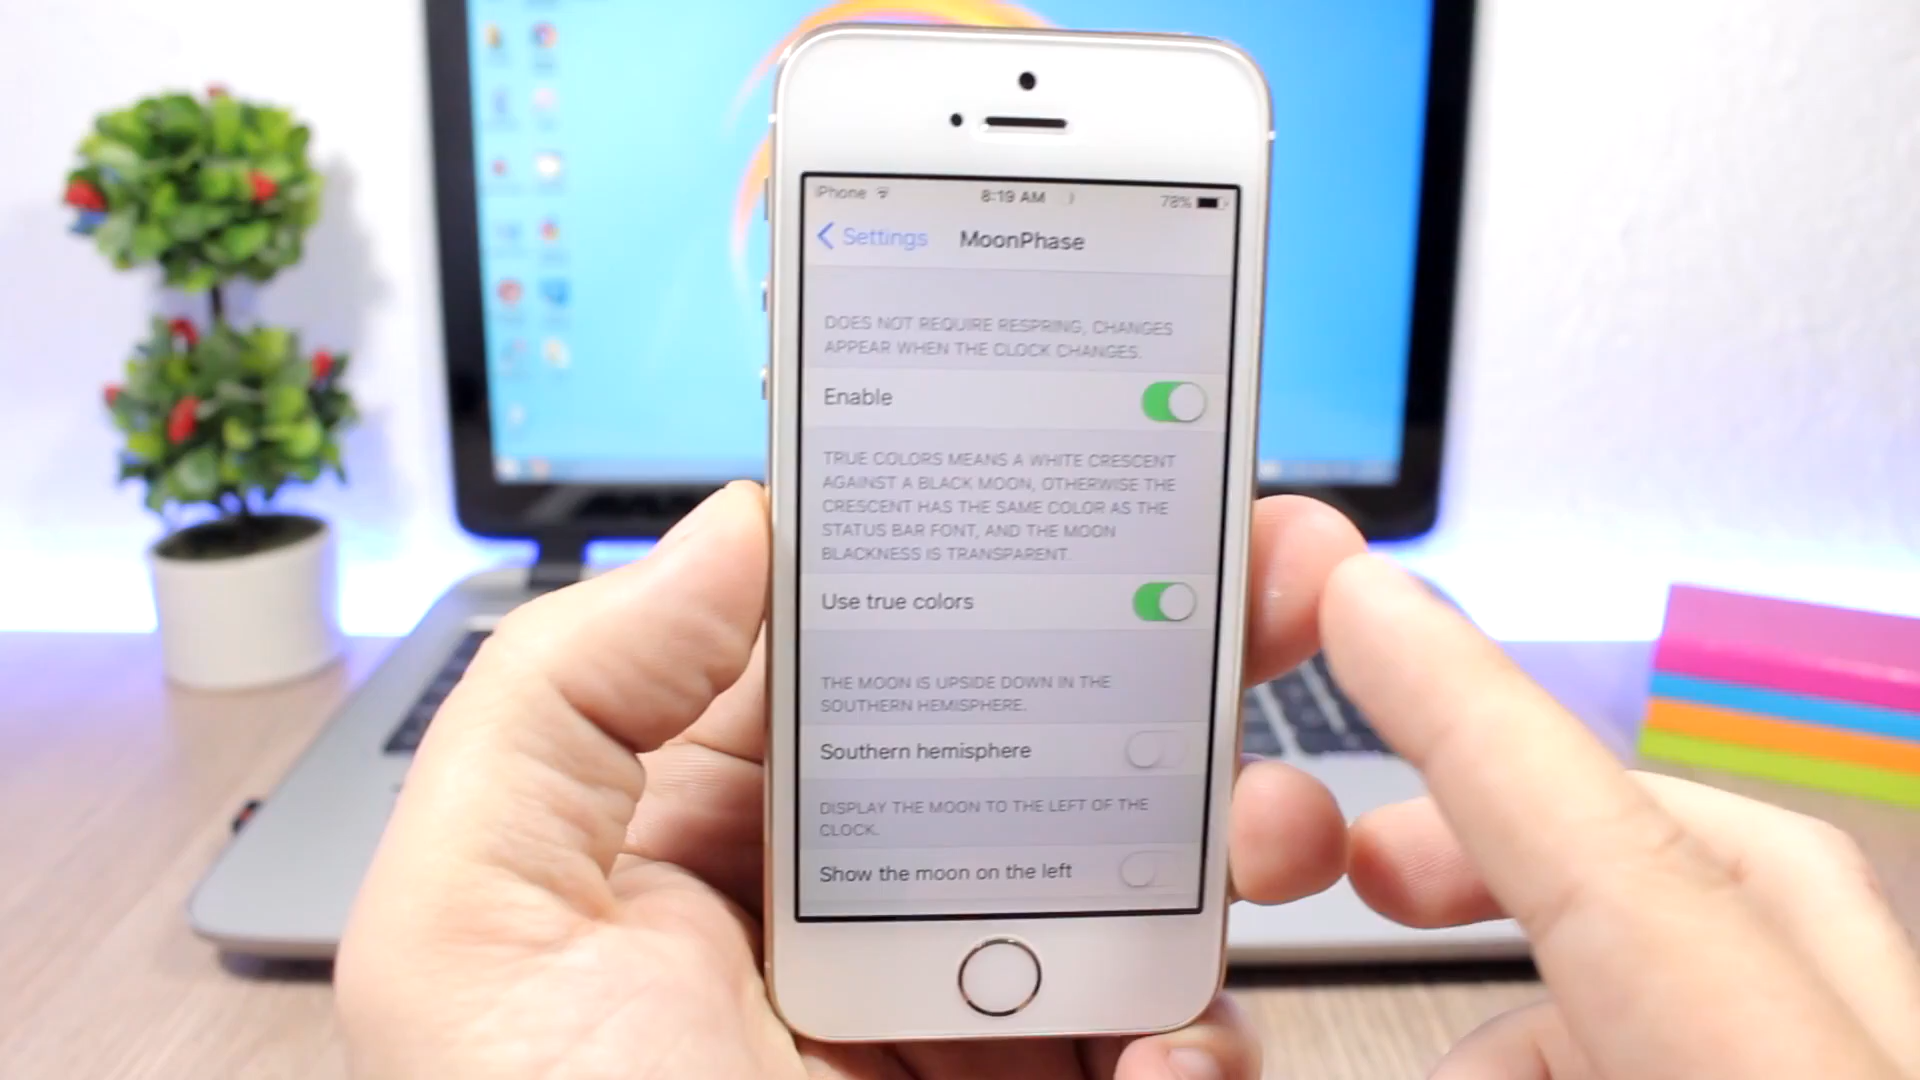 iPhone 8:19 AM 78%
Settings MoonPhase
DOES NOT REQUIRE RESPRING, CHANGES
APPEAR WHEN THE CLOCK CHANGES.
Enable
TRUE COLORS MEANS A WHITE CRESCENT
AGAINST A BLACK MOON, OTHERWISE THE
CRESCENT HAS THE SAME COLOR AS THE
STATUS BAR FONT, AND THE MOON
BLACKNESS IS TRANSPARENT.
Use true colors
THE MOON IS UPSIDE DOWN IN THE
SOUTHERN HEMISPHERE.
Southern hemisphere
DISPLAY THE MOON TO THE LEFT OF THE
CLOCK.
Show the moon on the left